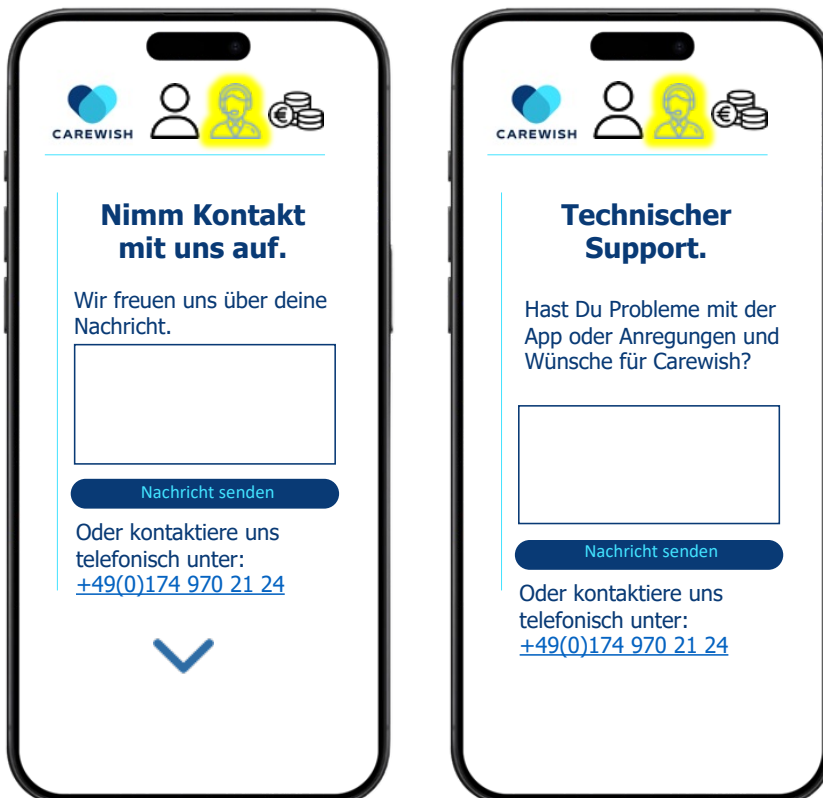 CAREWISH
Nimm Kontakt
mit uns auf.
Wir freuen uns über deine
Nachricht.
Nachricht senden
Oder kontaktiere uns
telefonisch unter:
+49(0)174 970 21 24
CAREWISH
Technischer
Support.
Hast Du Probleme mit der
App oder Anregungen und
Wünsche für Carewish?
Nachricht senden
Oder kontaktiere uns
telefonisch unter:
+49(0)174 970 21 24